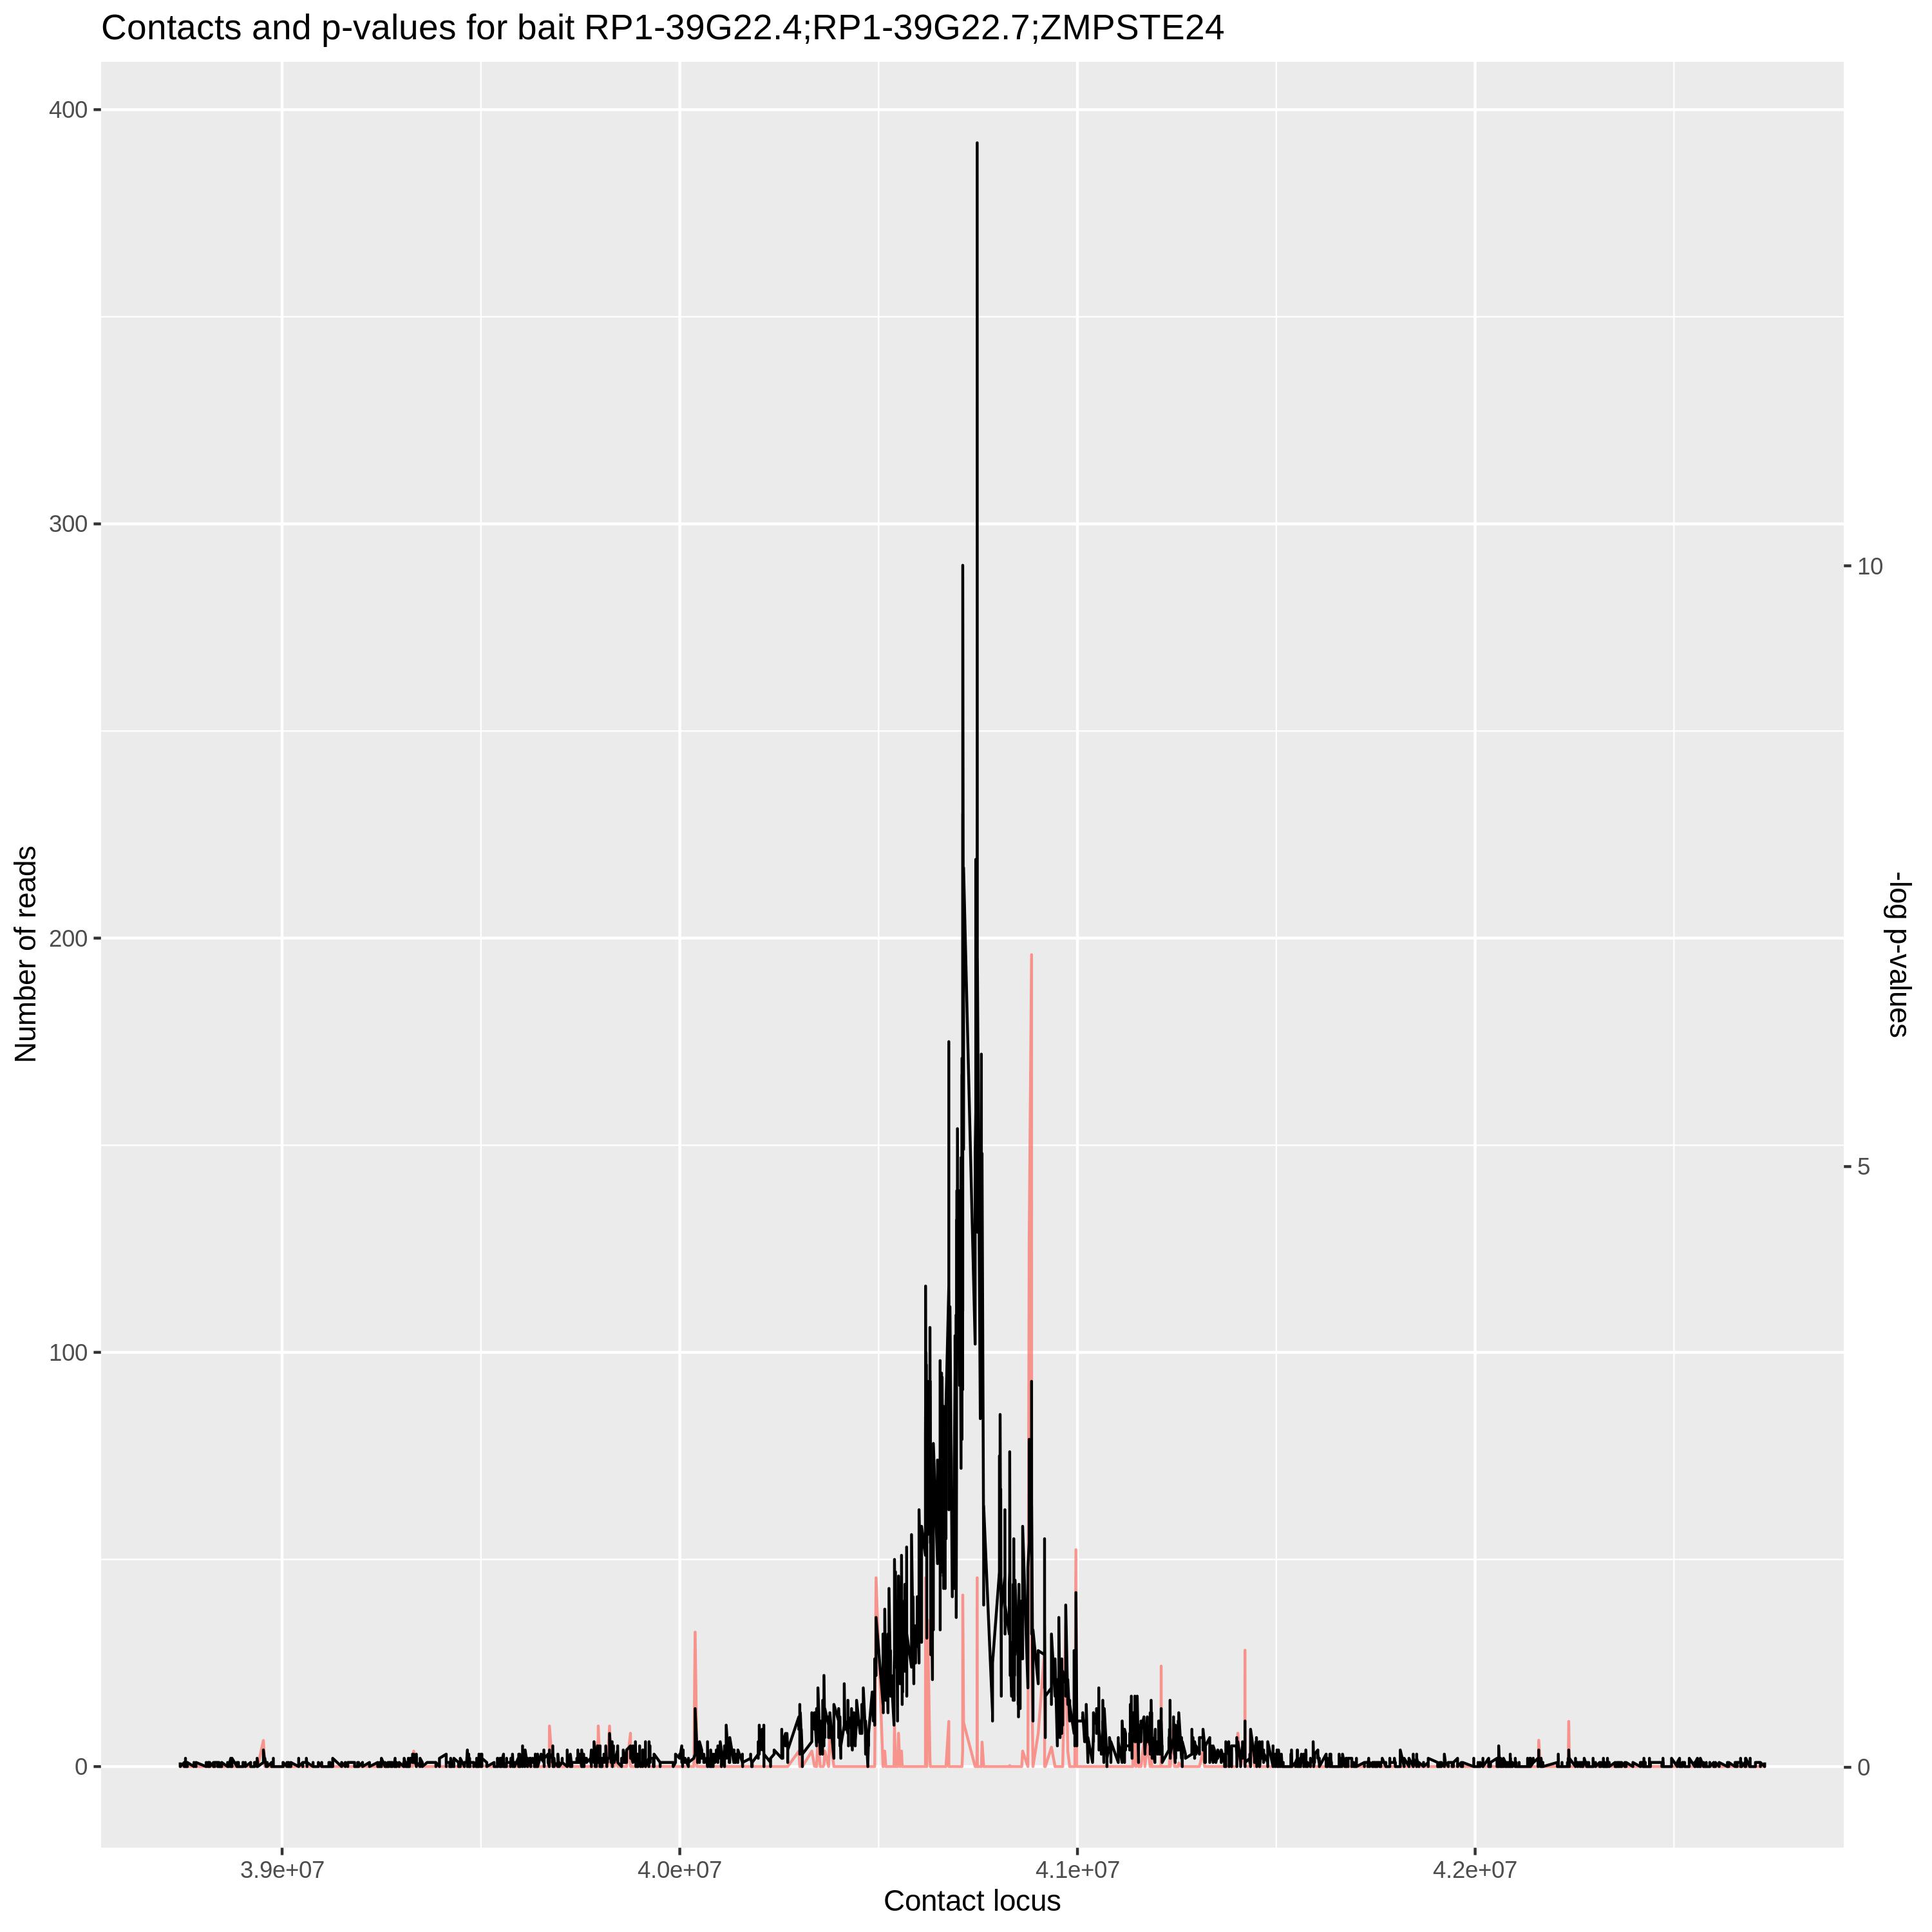 Contacts and p-values for bait RP1-39G22.4;RP1-39G22.7;ZMPSTE24
400
300
200
100
0
Number of reads
10
5
0
-log p-values
3.9e+07
4.0e+07
4.1e+07
4.2e+07
Contact locus